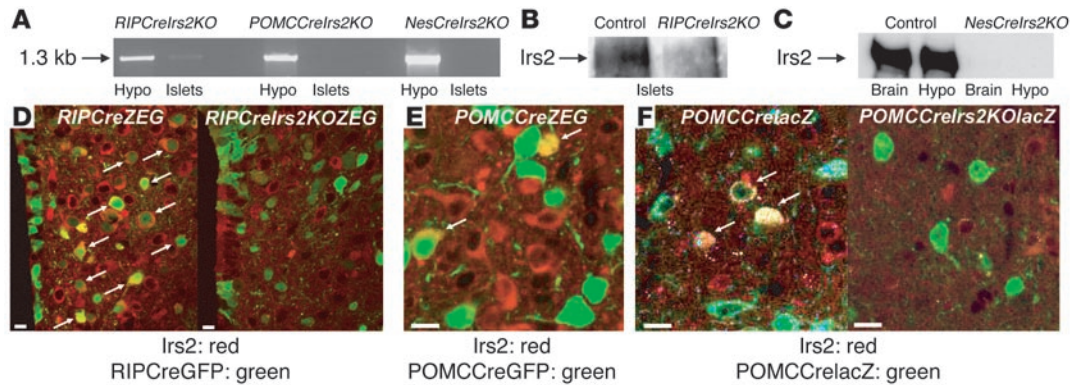 A RIPCreIrs2KO POMCCreIrs2KO NesCreIrs2KO
1.3 kb
Hypo Islets Hypo Islets Hypo Islets
B Control RIPCreIrs2KO
Irs2
Islets
C Control NesCreIrs2KO
Irs2
Brain Hypo Brain Hypo
D RIPCreZEG RIPCreIrs2KOZEG
Irs2: red
RIPCreGFP: green
E POMCCreZEG
Irs2: red
POMCCreGFP: green
F POMCCrelacZ POMCCreIrs2KOlacZ
Irs2: red
POMCCrelacZ: green